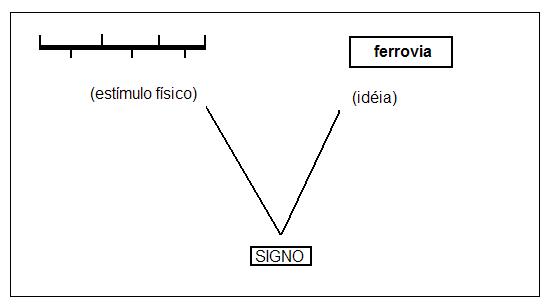 ferrovia
(estímulo físico)
(idéia)
SIGNO